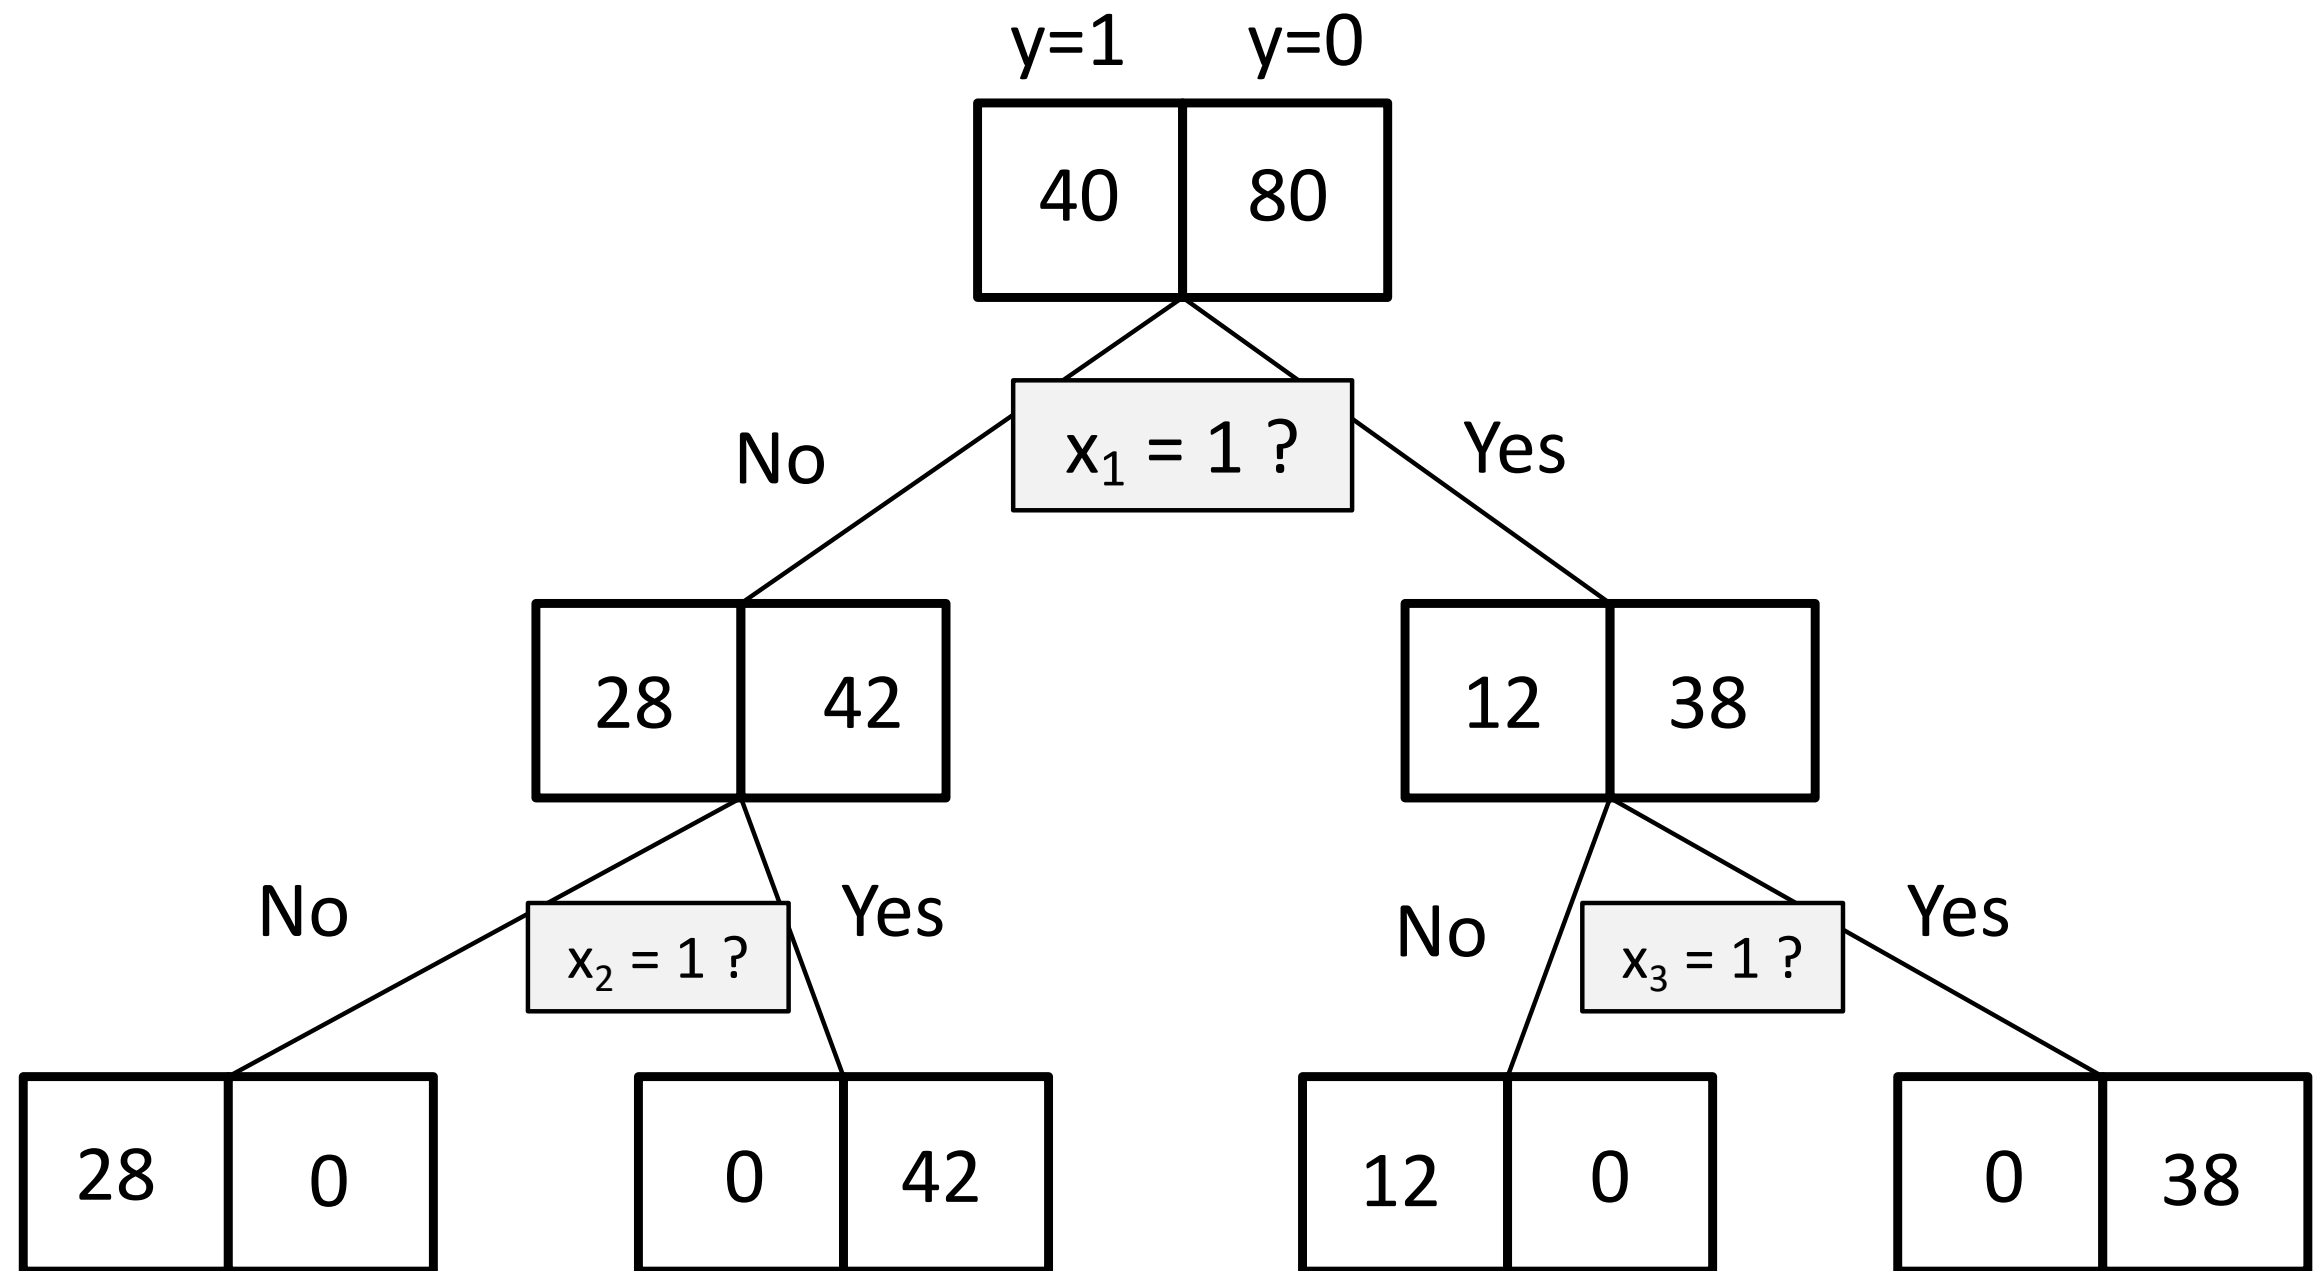 y=1 y=0
40 80
No x₁ = 1 ? Yes
28 42 12 38
No x₂ = 1 ? Yes No x₃ = 1 ? Yes
28 0 0 42 12 0 0 38